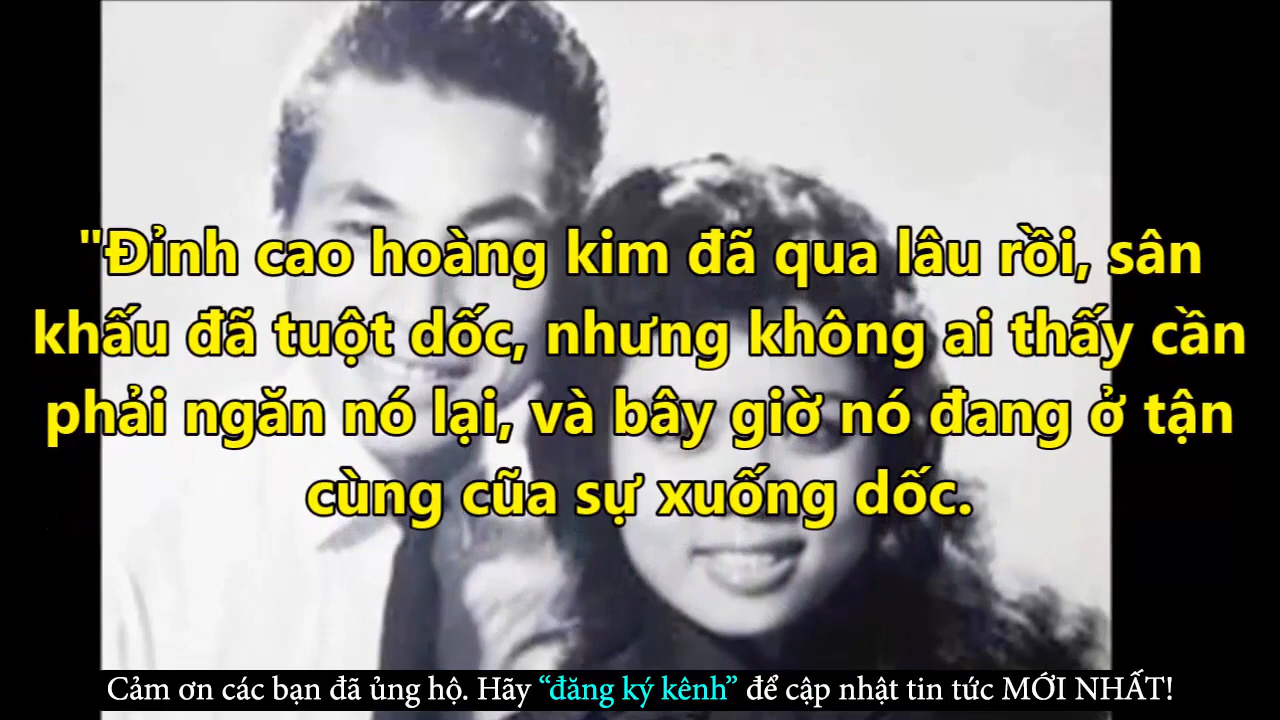 "Đỉnh cao hoàng kim đã qua lâu rồi, sân
khấu đã tuột dốc, nhưng không ai thấy cần
phải ngăn nó lại, và bây giờ nó đang ở tận
cùng cũa sự xuống dốc.
Cảm ơn các bạn đã ủng hộ. Hãy “đăng ký kênh” để cập nhật tin tức MỚI NHẤT!